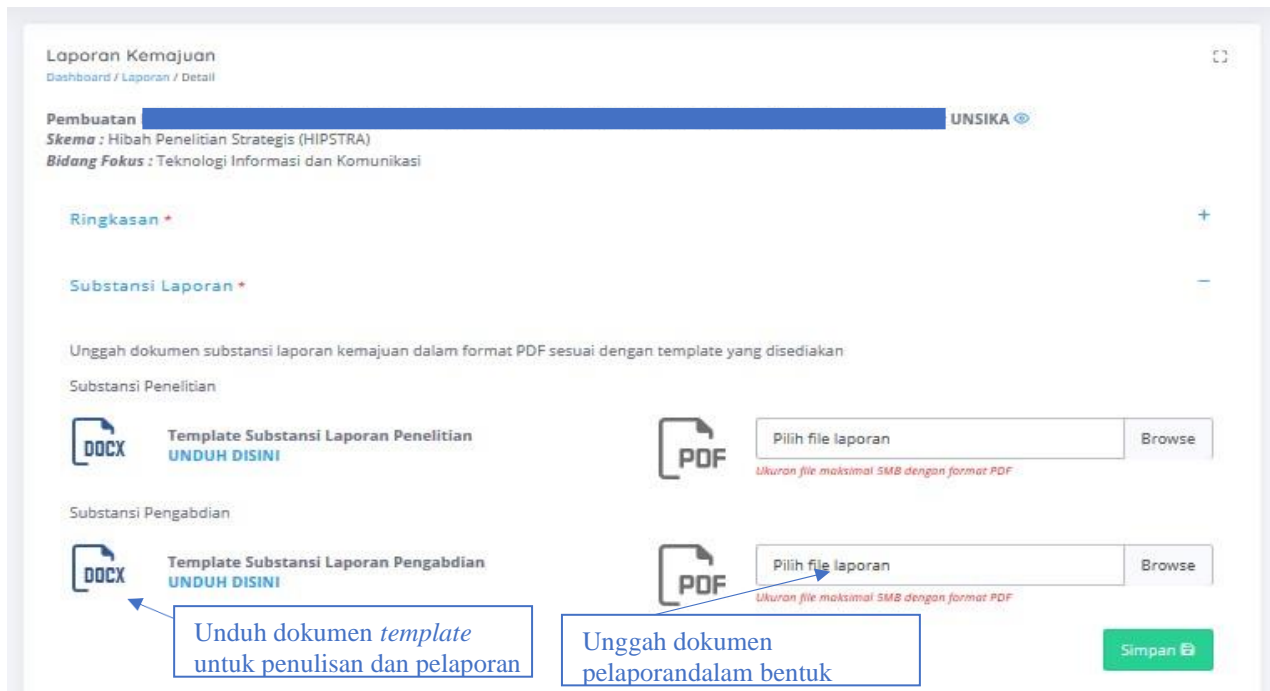 Laporan Kemajuan
Dashboard / Laporan / Detail
Pembuatan UNSIKA
Skema : Hibah Penelitian Strategis (HIPSTRA)
Bidang Fokus : Teknologi Informasi dan Komunikasi
Ringkasan * +
Substansi Laporan * −
Unggah dokumen substansi laporan kemajuan dalam format PDF sesuai dengan template yang disediakan
Substansi Penelitian
DOCX
Template Substansi Laporan Penelitian
UNDUH DISINI
PDF
Pilih file laporan Browse
Ukuran file maksimal 5MB dengan format PDF
Substansi Pengabdian
DOCX
Template Substansi Laporan Pengabdian
UNDUH DISINI
PDF
Pilih file laporan Browse
Ukuran file maksimal 5MB dengan format PDF
Unduh dokumen template
untuk penulisan dan pelaporan
Unggah dokumen
pelaporandalam bentuk
Simpan